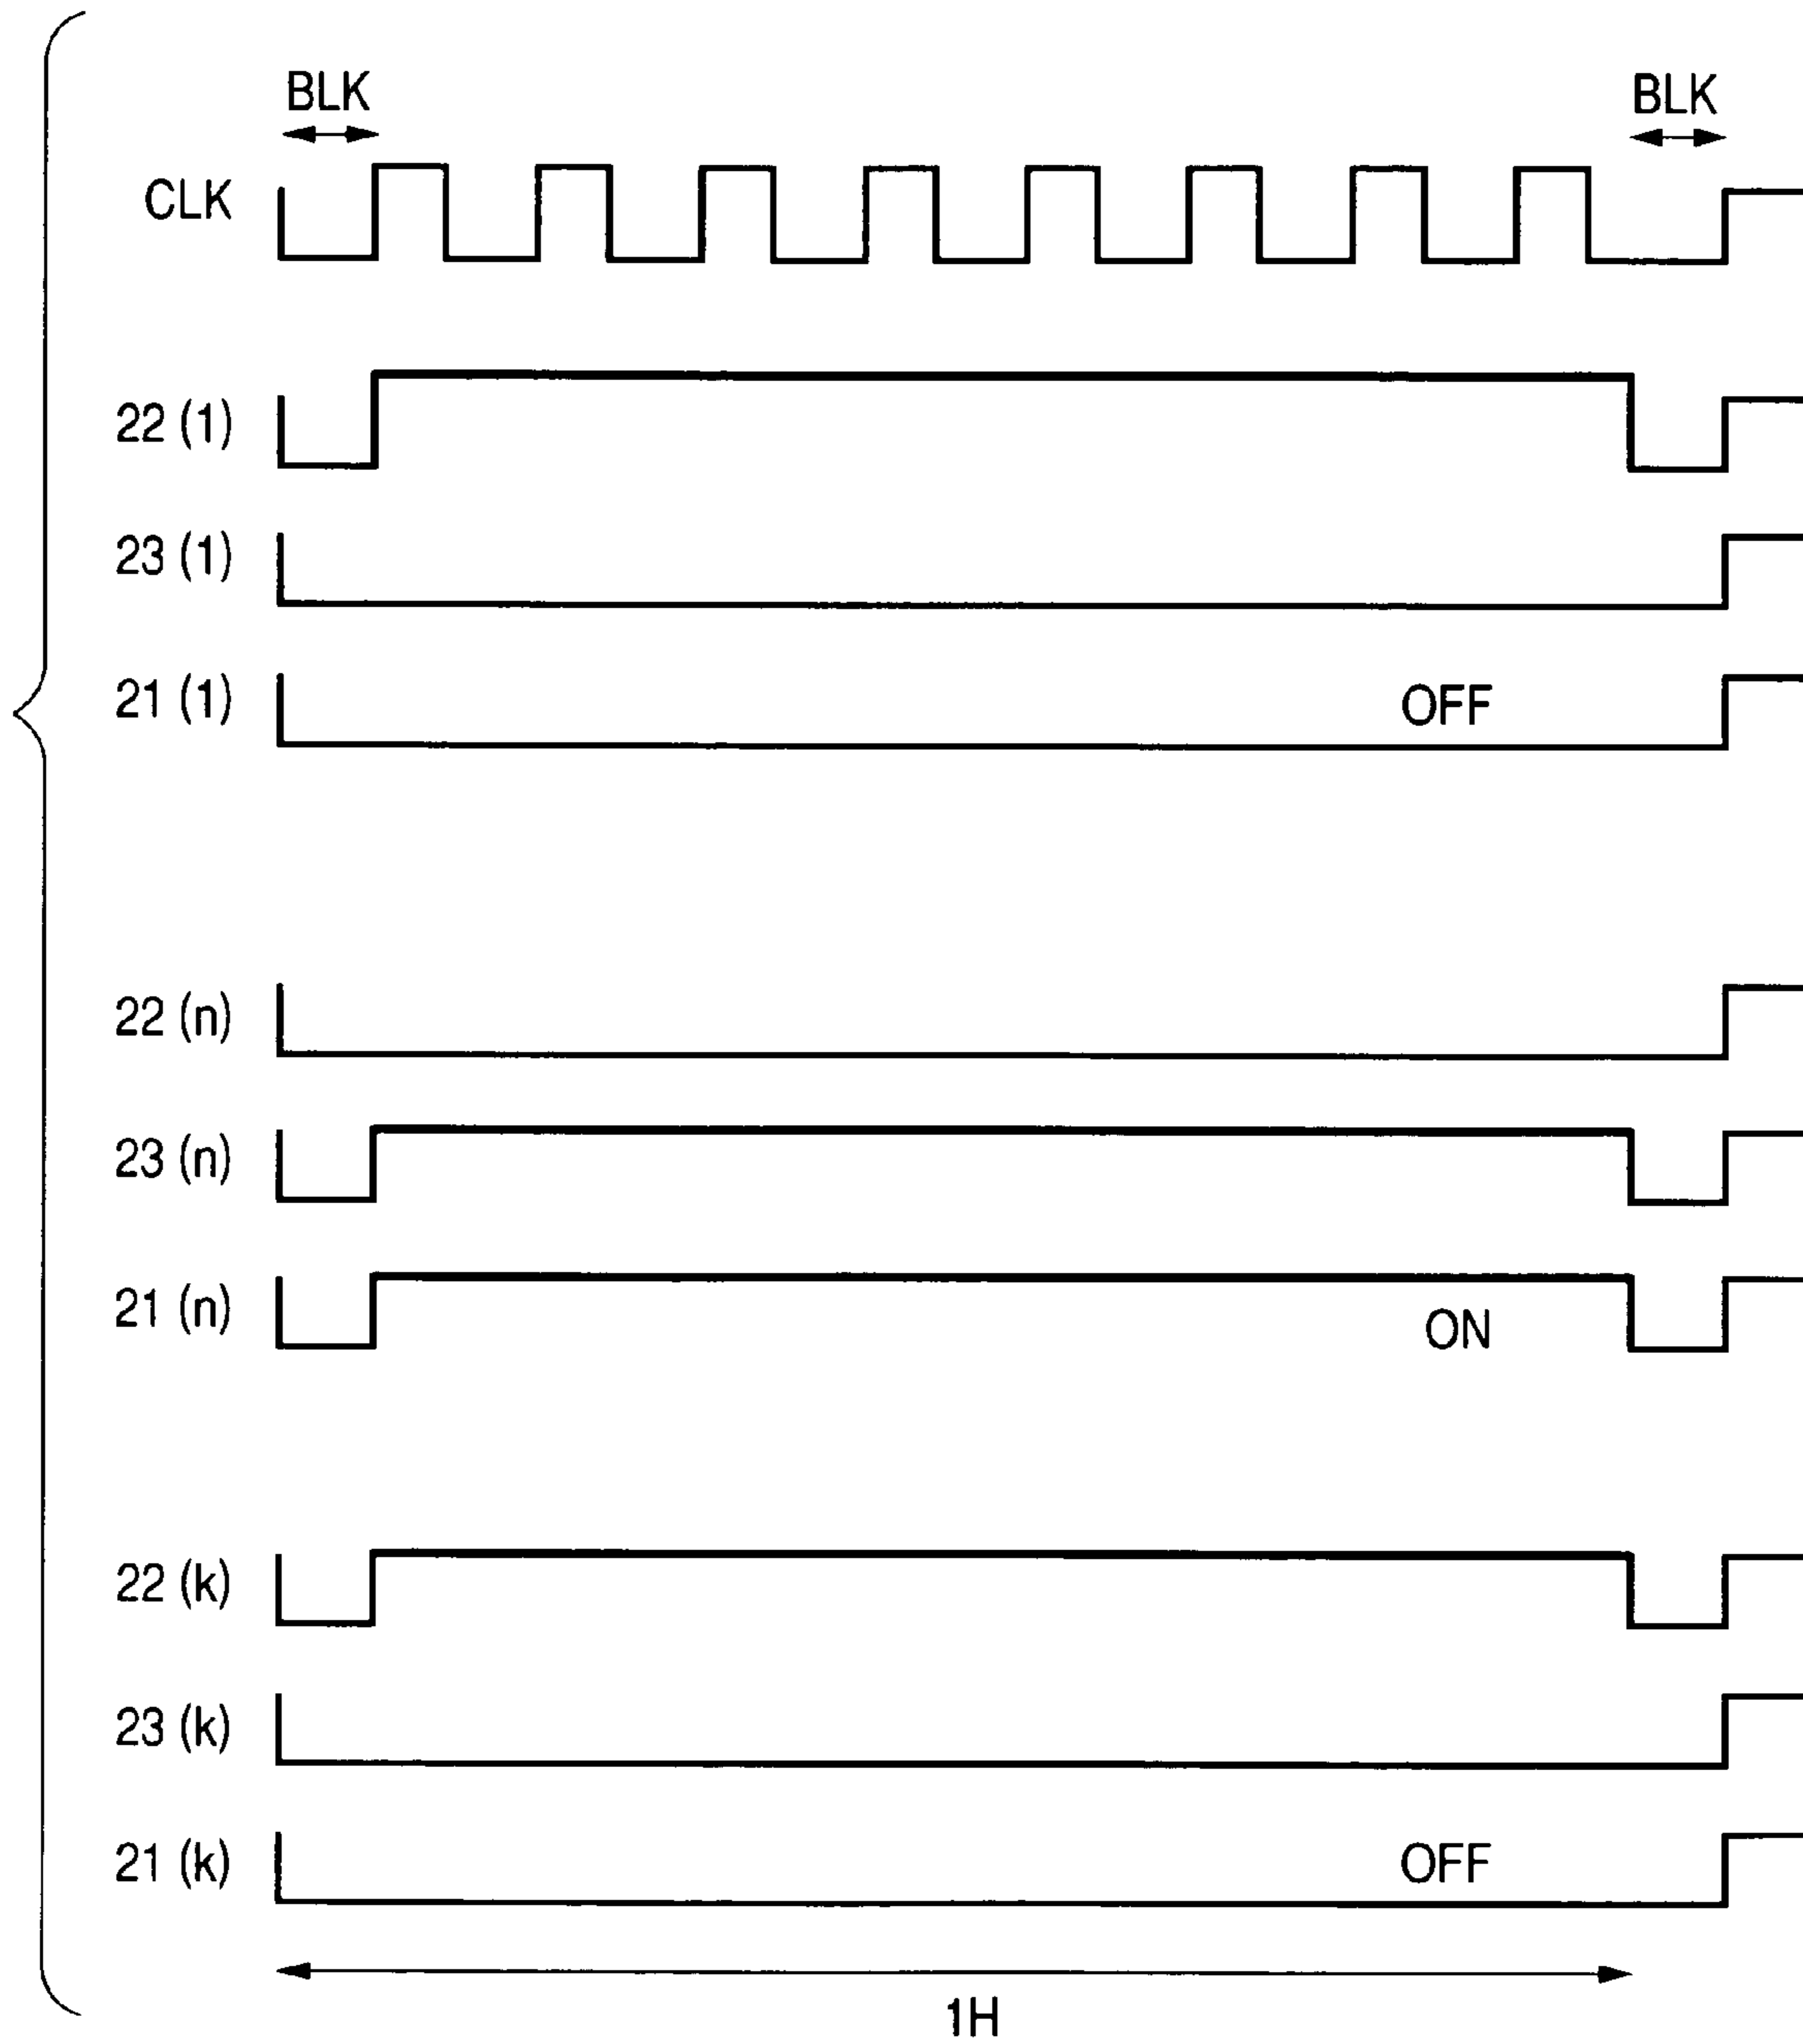 BLK BLK
CLK
22 (1)
23 (1)
21 (1) OFF
22 (n)
23 (n)
21 (n) ON
22 (k)
23 (k)
21 (k) OFF
1H